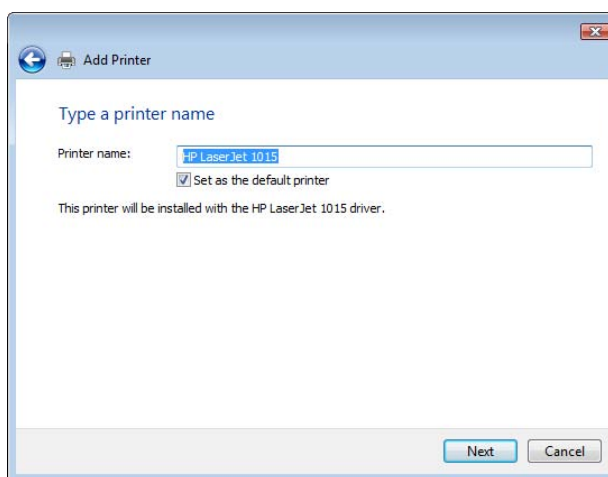 Add Printer
Type a printer name
Printer name: HP LaserJet 1015
Set as the default printer
This printer will be installed with the HP LaserJet 1015 driver.
Next Cancel